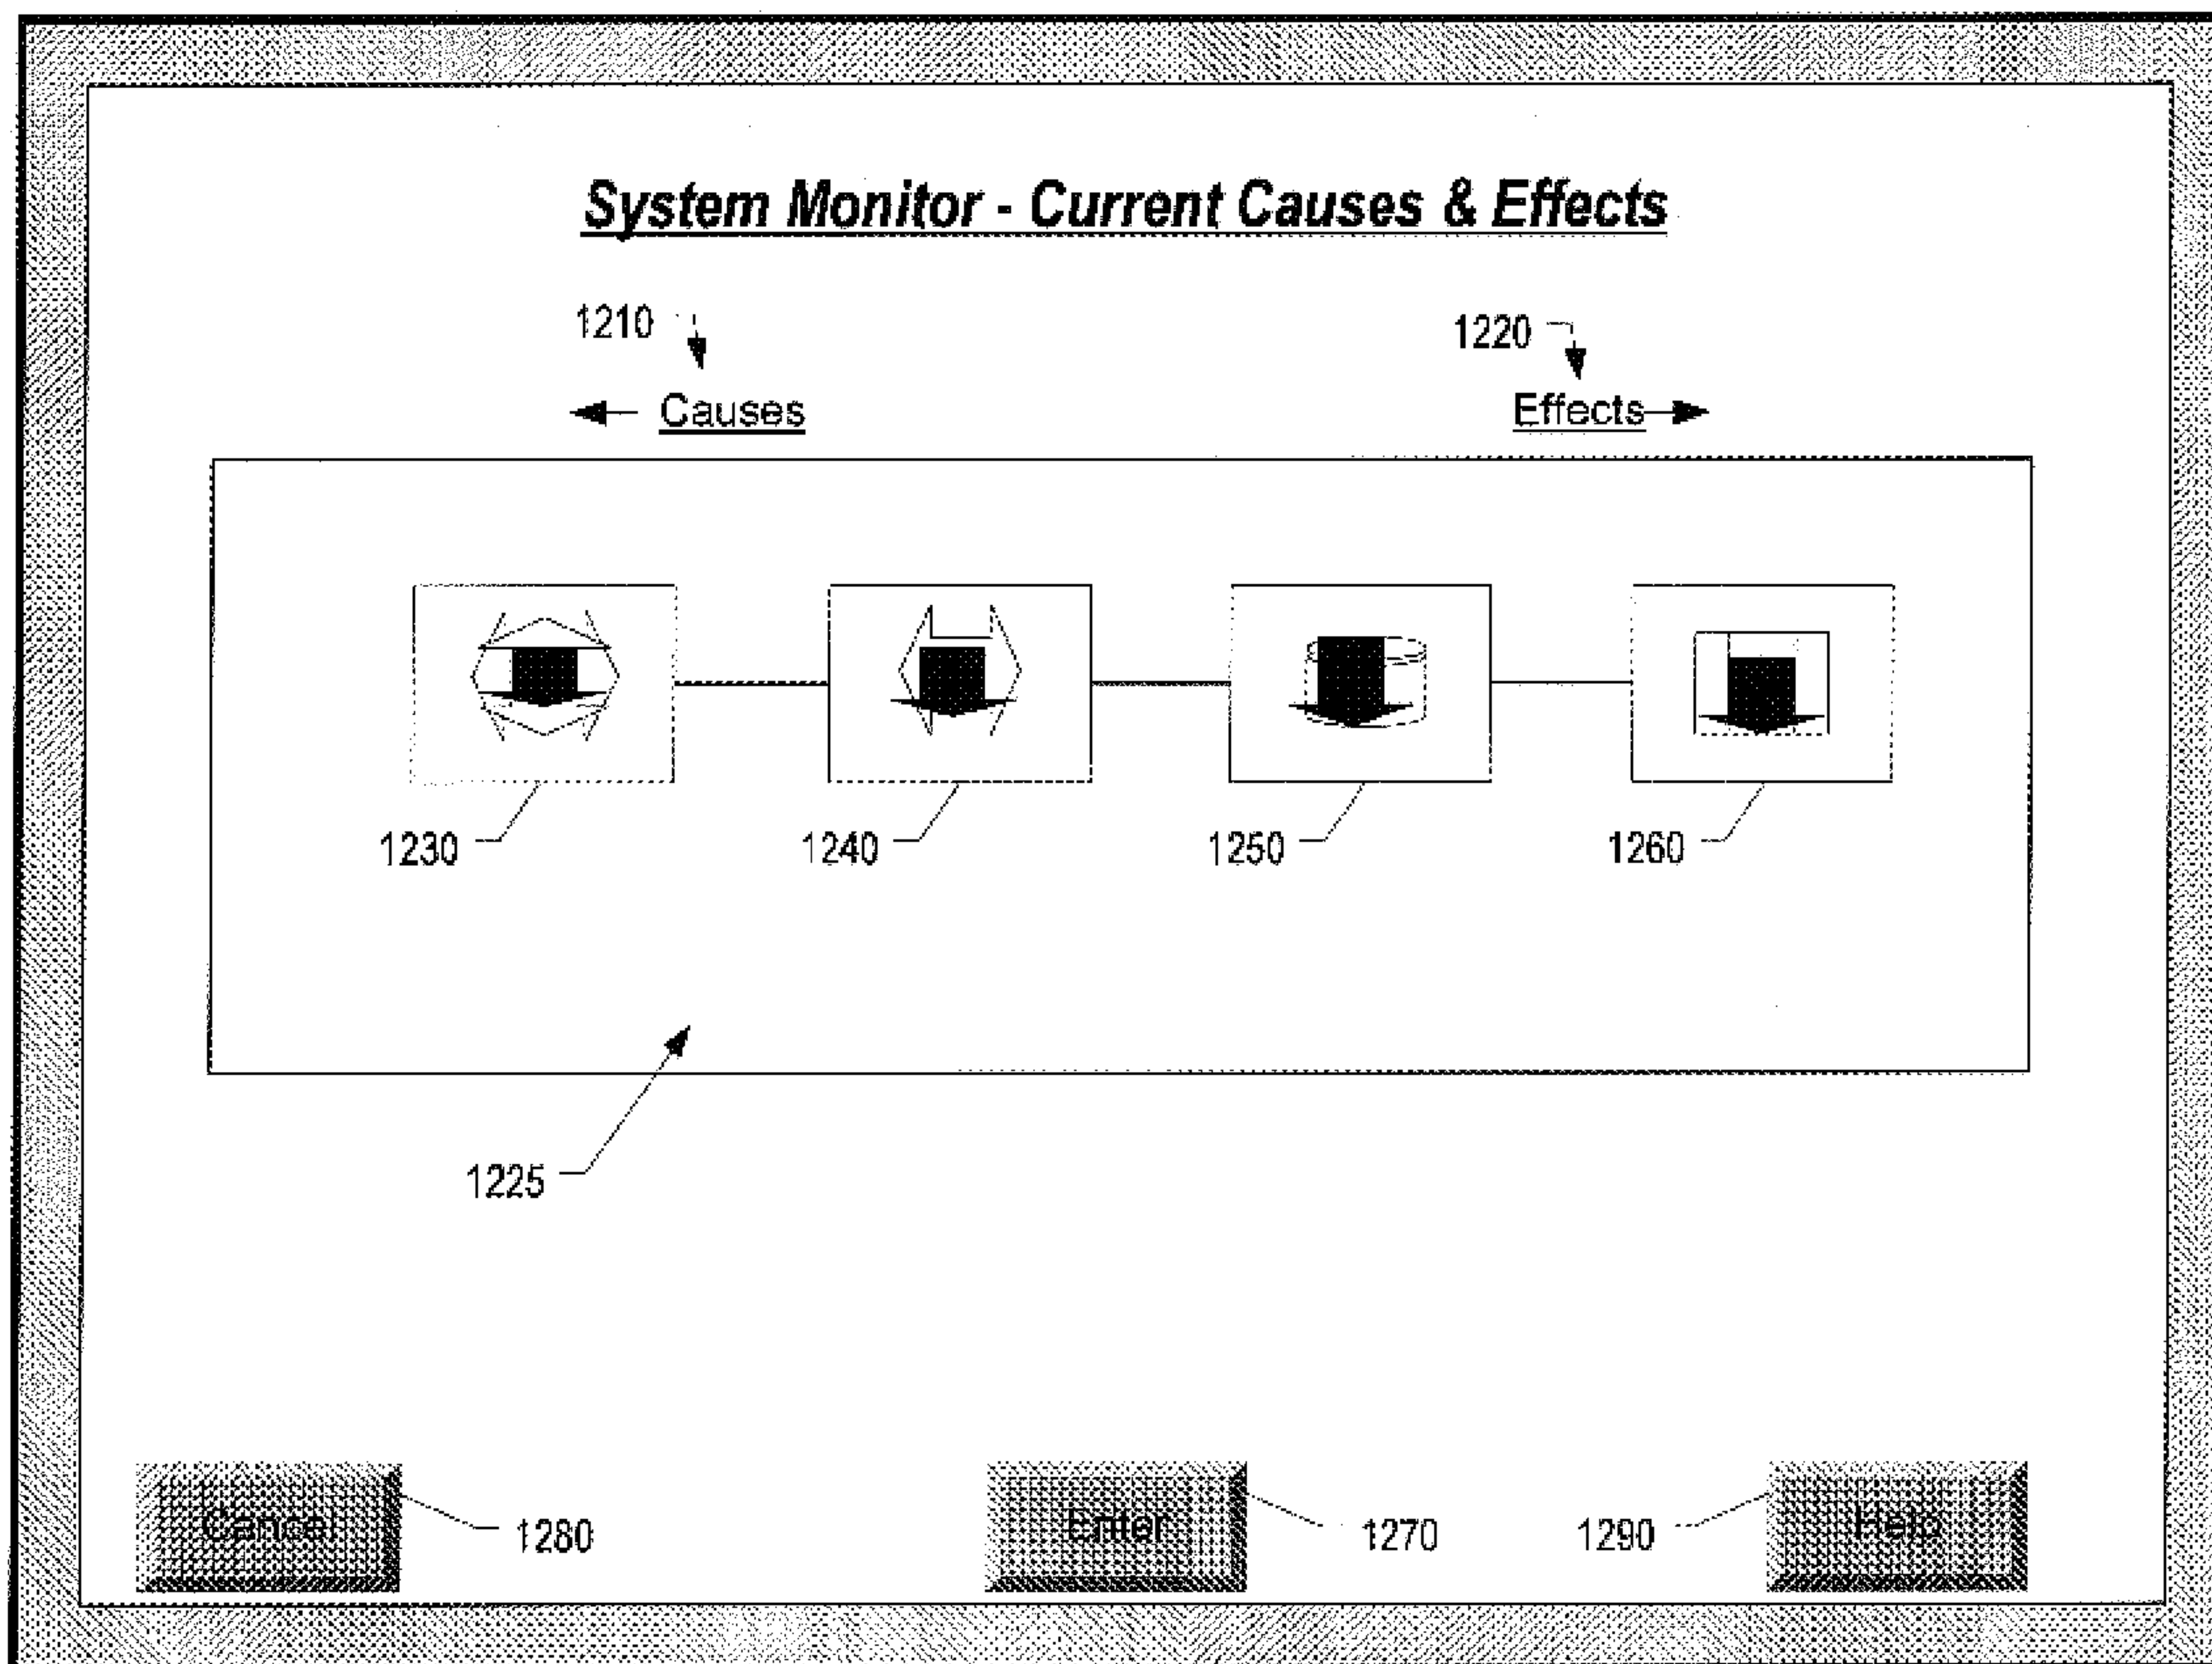 System Monitor - Current Causes & Effects
1210
1220
Causes
Effects
1230
1240
1250
1260
1225
Cancel
1280
Enter
1270
1290
Help